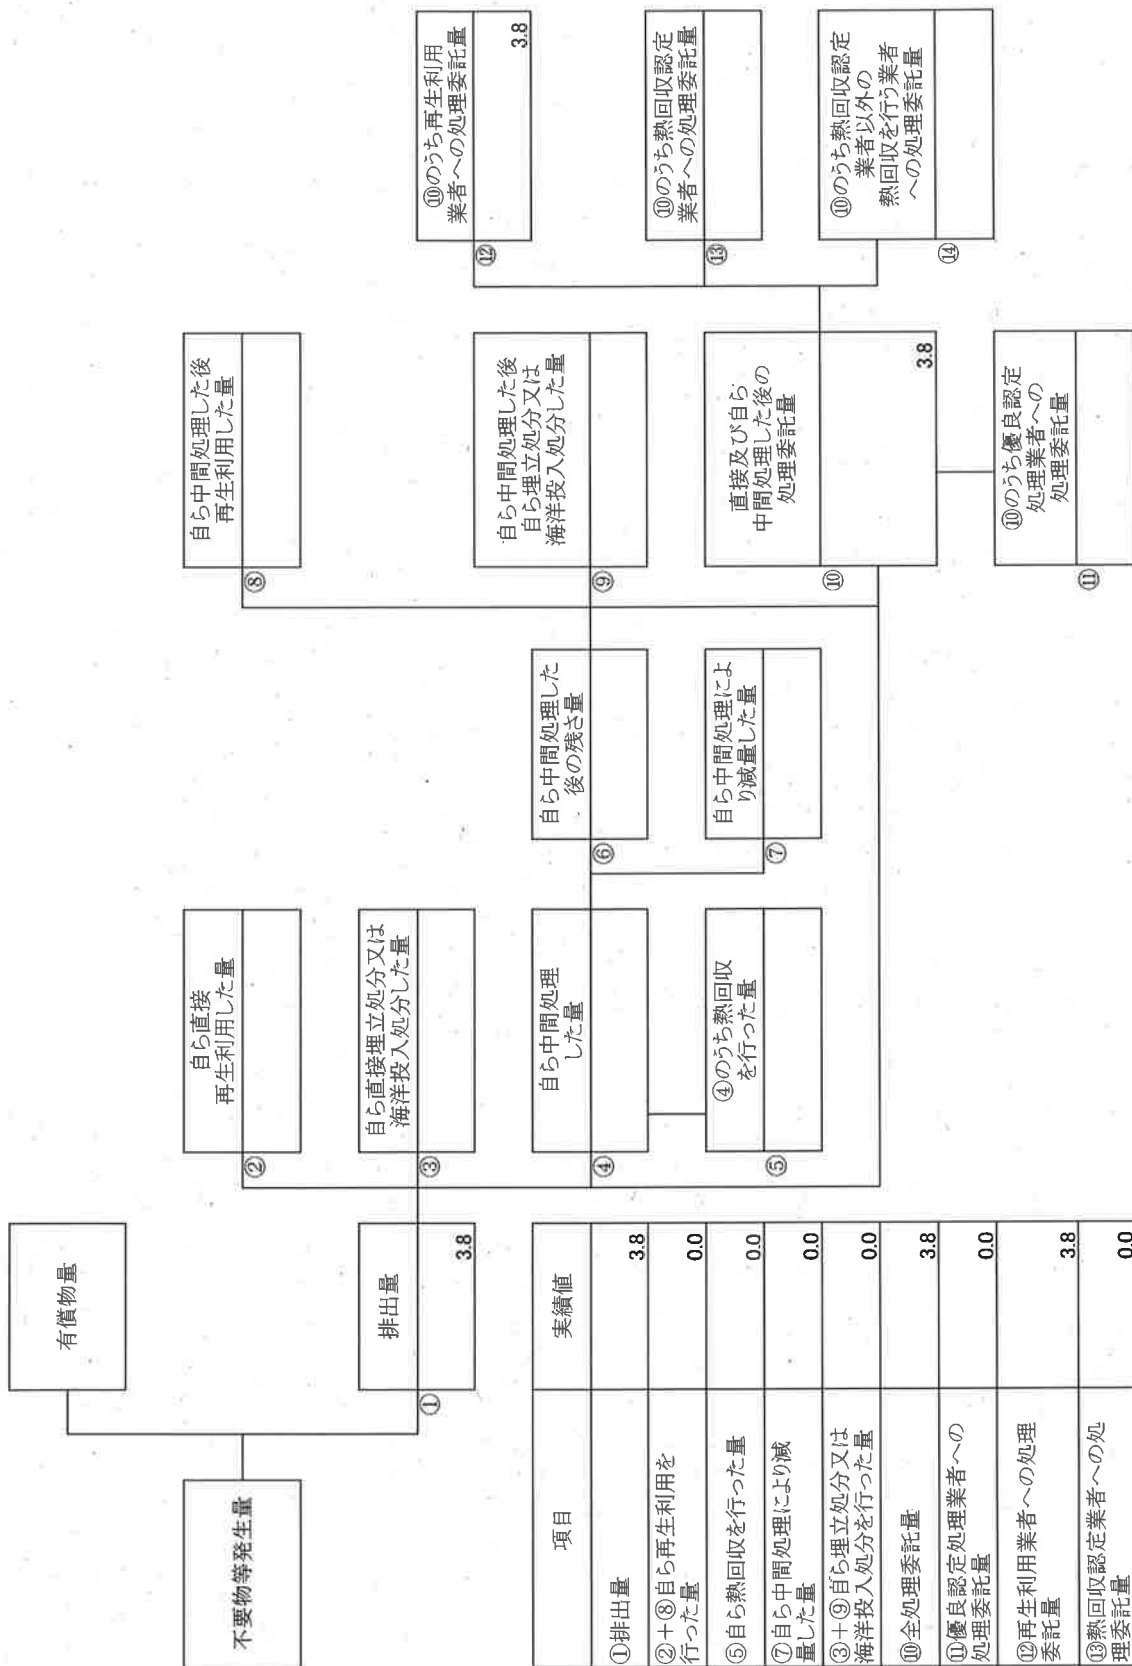 不要物等発生量
有償物量
排出量
①
3.8
自ら直接
再生利用した量
②
自ら直接埋立処分又は
海洋投入処分した量
③
自ら中間処理
した量
④
④のうち熱回収
を行った量
⑤
自ら中間処理した
後の残さ量
⑥
自ら中間処理によ
り減量した量
⑦
自ら中間処理した後
再生利用した量
⑧
自ら中間処理した後
自ら埋立処分又は
海洋投入処分した量
⑨
直接及び自ら
中間処理した後の
処理委託量
⑩
3.8
⑩のうち優良認定
処理業者への
処理委託量
⑪
⑩のうち再生利用
業者への処理委託量
⑫
3.8
⑩のうち熱回収認定
業者への処理委託量
⑬
⑩のうち熱回収認定
業者以外の
熱回収を行う業者
への処理委託量
⑭
項目 実績値
①排出量 3.8
②+⑧自ら再生利用を
行った量 0.0
⑤自ら熱回収を行った量 0.0
⑦自ら中間処理により減
量した量 0.0
③+⑨自ら埋立処分又は
海洋投入処分を行った量 0.0
⑩全処理委託量 3.8
⑪優良認定処理業者への
処理委託量 0.0
⑫再生利用業者への処理
委託量 3.8
⑬熱回収認定業者への処
理委託量 0.0